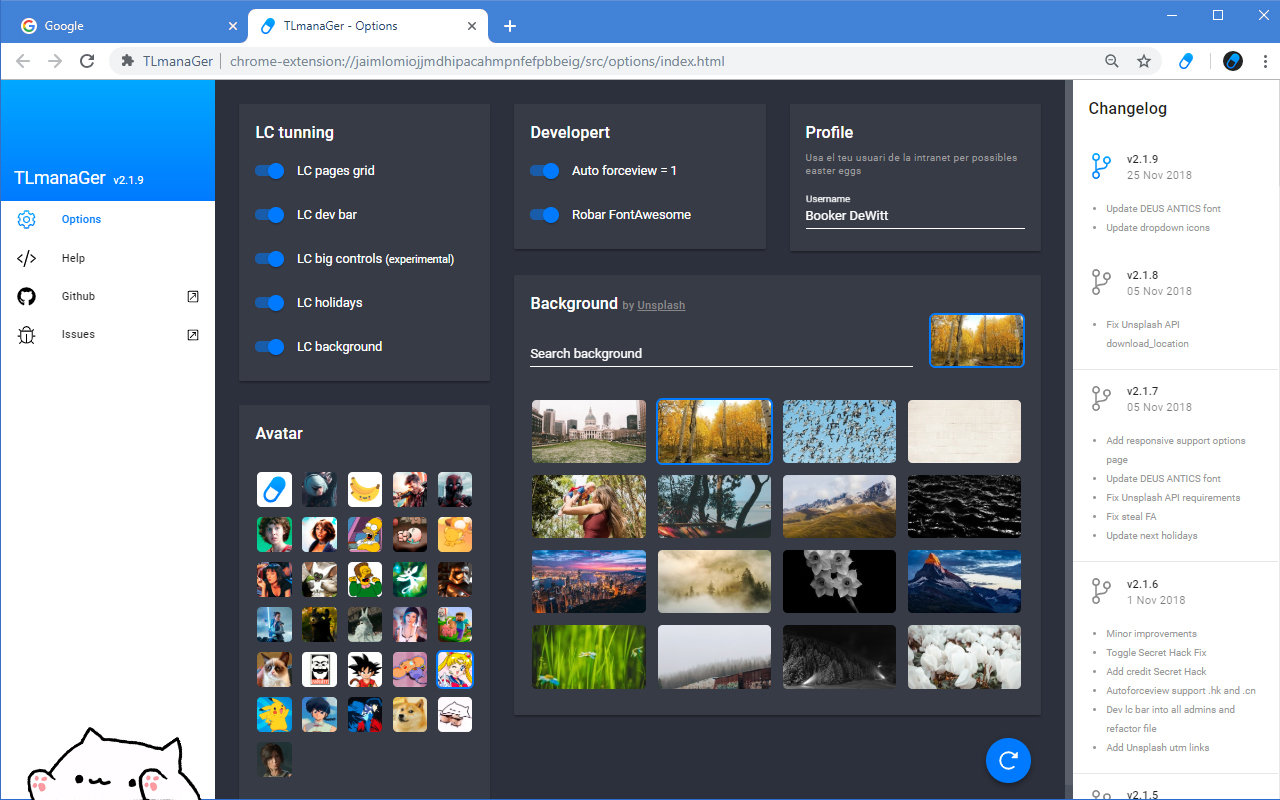 Google
TLmanaGer - Options
TLmanaGer
chrome-extension://jaimlomiojjmdhipacahmpnfefpbbeig/src/options/index.html
TLmanaGer v2.1.9
Options
Help
Github
Issues
LC tunning
LC pages grid
LC dev bar
LC big controls (experimental)
LC holidays
LC background
Avatar
Developert
Auto forceview = 1
Robar FontAwesome
Profile
Usa el teu usuari de la intranet per possibles
easter eggs
Username
Booker DeWitt
Background by Unsplash
Search background
Changelog
v2.1.9
25 Nov 2018
Update DEUS ANTICS font
Update dropdown icons
v2.1.8
05 Nov 2018
Fix Unsplash API
download_location
v2.1.7
05 Nov 2018
Add responsive support options
page
Update DEUS ANTICS font
Fix Unsplash API requirements
Fix steal FA
Update next holidays
v2.1.6
1 Nov 2018
Minor improvements
Toggle Secret Hack Fix
Add credit Secret Hack
Autoforceview support .hk and .cn
Dev lc bar into all admins and
refactor file
Add Unsplash utm links
v2.1.5